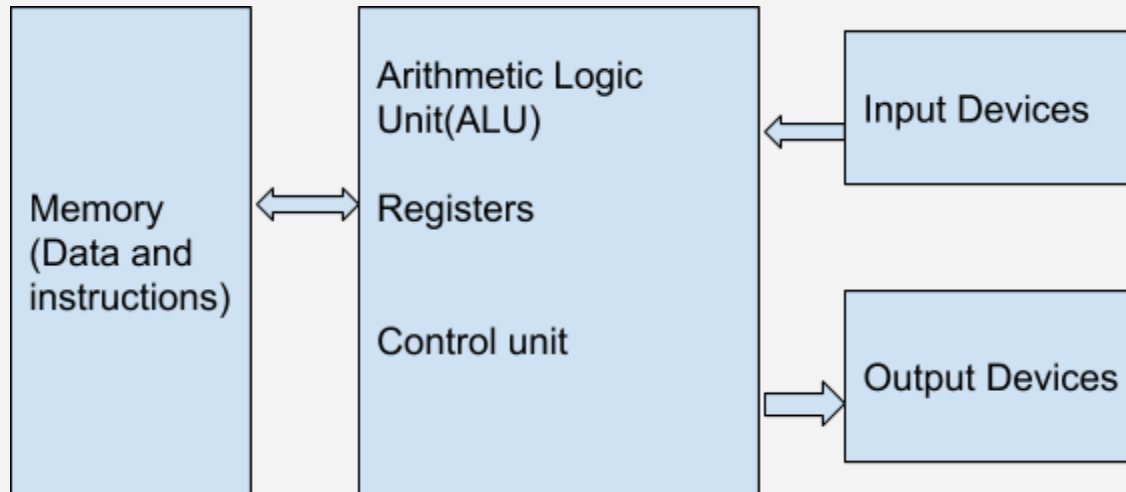 Memory
(Data and
instructions)
Arithmetic Logic
Unit(ALU)
Registers
Control unit
Input Devices
Output Devices